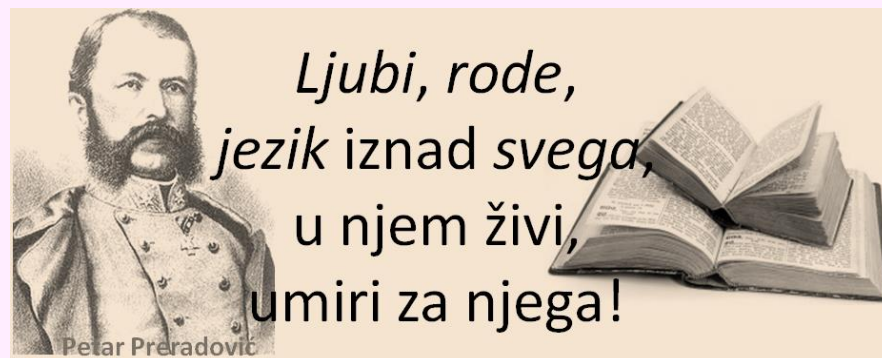 Ljubi, rode,
jezik iznad svega,
u njem živi,
umiri za njega!
Petar Preradović